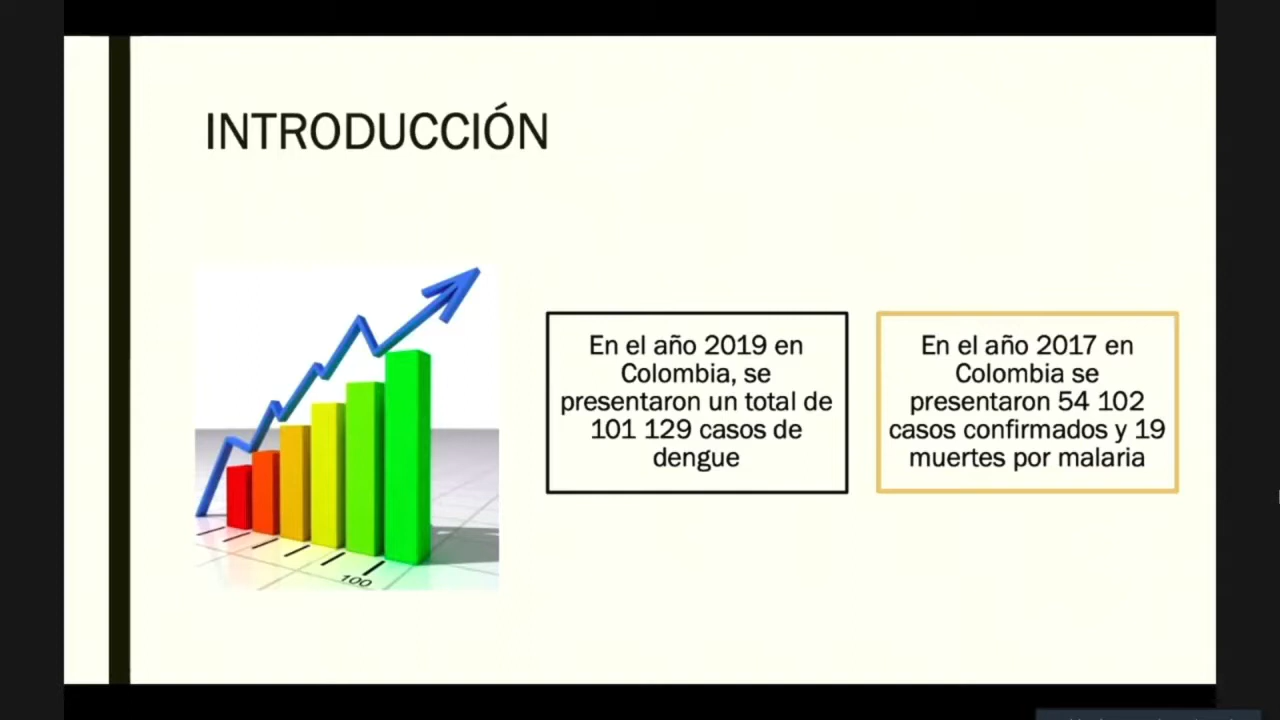 INTRODUCCIÓN
En el año 2019 en
Colombia, se
presentaron un total de
101 129 casos de
dengue
En el año 2017 en
Colombia se
presentaron 54 102
casos confirmados y 19
muertes por malaria
100